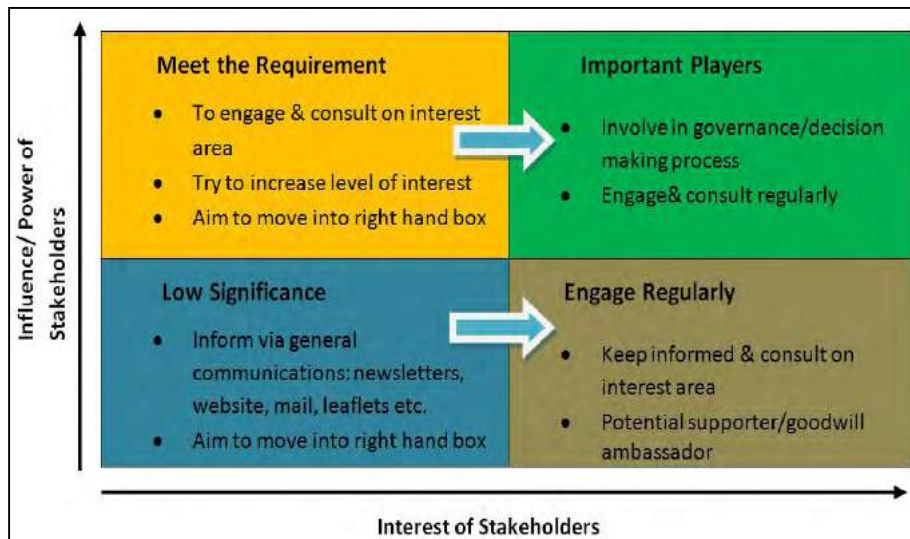 Influence/ Power of
Stakeholders
Meet the Requirement
• To engage & consult on interest
area
• Try to increase level of interest
• Aim to move into right hand box
Important Players
• Involve in governance/decision
making process
• Engage& consult regularly
Low Significance
• Inform via general
communications: newsletters,
website, mail, leaflets etc.
• Aim to move into right hand box
Engage Regularly
• Keep informed & consult on
interest area
• Potential supporter/goodwill
ambassador
Interest of Stakeholders